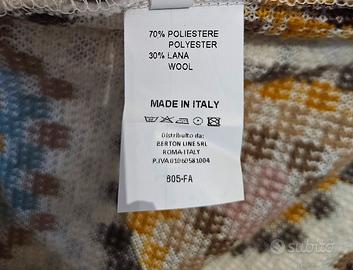 70% POLIESTERE
POLYESTER
30% LANA
WOOL
MADE IN ITALY
Distribuito da:
BERTON LINE SRL
ROMA-ITALY
P.IVA 01060581004
805-FA
subito